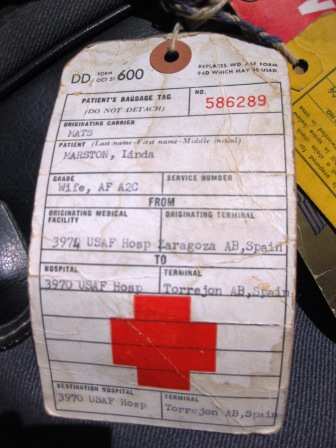 DD FORM OCT 51 600
REPLACES WD AGF FORM
94D WHICH MAY BE USED.
PATIENT'S BAGGAGE TAG
(DO NOT DETACH)
NO.
586289
ORIGINATING CARRIER
MATS
PATIENT (Last name-First name-Middle initial)
MARSTON, Linda
GRADE
SERVICE NUMBER
Wife, AF A2C
FROM
ORIGINATING MEDICAL FACILITY
ORIGINATING TERMINAL
3974 USAF Hosp Zaragoza AB,Spain
TO
HOSPITAL
TERMINAL
3970 USAF Hosp
Torrejon AB,Spain
DESTINATION HOSPITAL
TERMINAL
3970 USAF Hosp
Torrejon AB,Spain